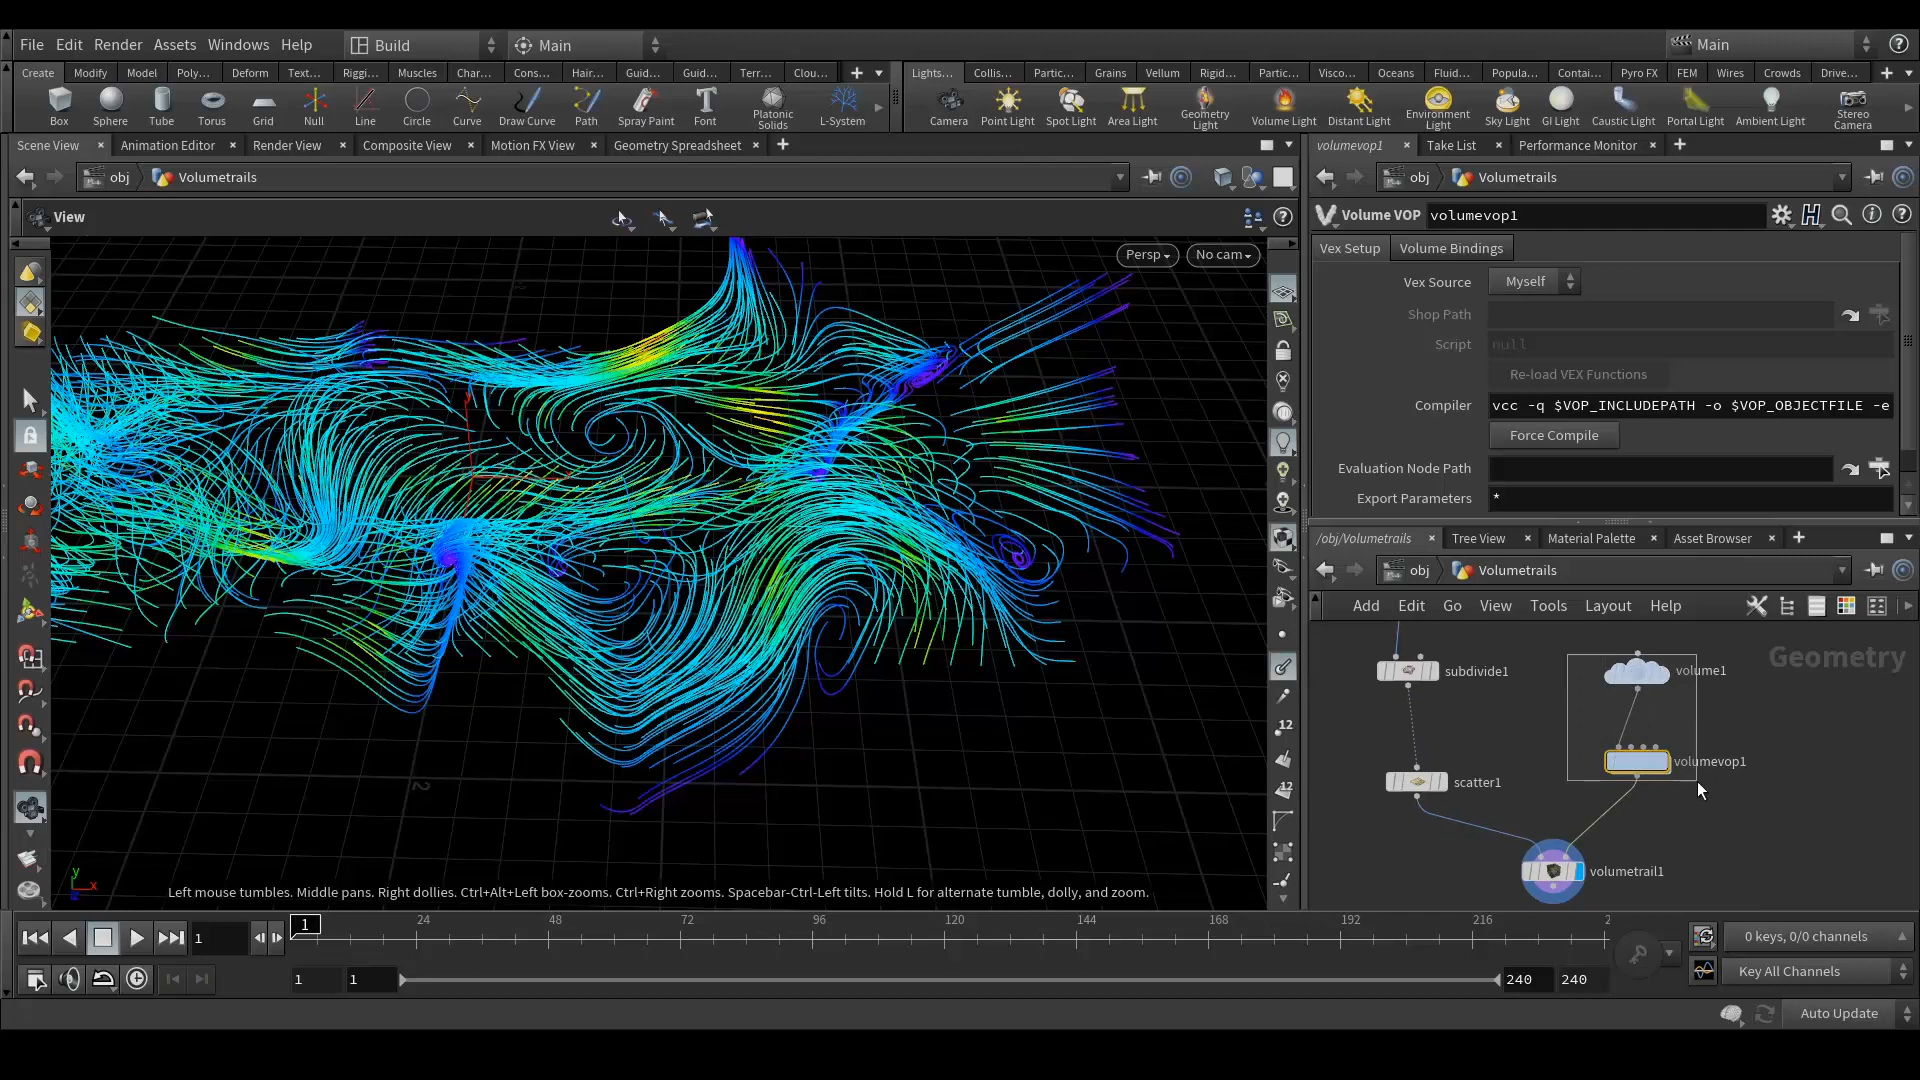 File Edit Render Assets Windows Help Build Main Main
Create Modify Model Poly... Deform Text... Riggi... Muscles Char... Cons... Hair... Guid... Guid... Terr... Clou... Lights... Collis... Partic... Grains Vellum Rigid... Partic... Visco... Oceans Fluid... Popula... Contai... Pyro FX FEM Wires Crowds Drive...
Box Sphere Tube Torus Grid Null Line Circle Curve Draw Curve Path Spray Paint Font Platonic Solids L-System Camera Point Light Spot Light Area Light Geometry Light Volume Light Distant Light Environment Light Sky Light GI Light Caustic Light Portal Light Ambient Light Stereo Camera
Scene View Animation Editor Render View Composite View Motion FX View Geometry Spreadsheet volumevop1 Take List Performance Monitor
obj Volumetrails obj Volumetrails
View Volume VOP volumevop1
Persp No cam
Vex Setup Volume Bindings
Vex Source Myself
Shop Path
Script null
Re-load VEX Functions
Compiler vcc -q $VOP_INCLUDEPATH -o $VOP_OBJECTFILE -e
Force Compile
Evaluation Node Path
Export Parameters *
/obj/Volumetrails Tree View Material Palette Asset Browser
obj Volumetrails
Add Edit Go View Tools Layout Help
Geometry
subdivide1 volume1
volumevop1
scatter1
volumetrail1
12
12
2
y
x
Left mouse tumbles. Middle pans. Right dollies. Ctrl+Alt+Left box-zooms. Ctrl+Right zooms. Spacebar-Ctrl-Left tilts. Hold L for alternate tumble, dolly, and zoom.
1 1 24 48 72 96 120 144 168 192 216 2
0 keys, 0/0 channels
1 1 240 240 Key All Channels
Auto Update